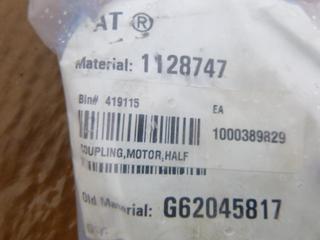 AT®
Material: 1128747
Bin# 419115 EA
1000389829
COUPLING,MOTOR,HALF
Old Material: G62045817